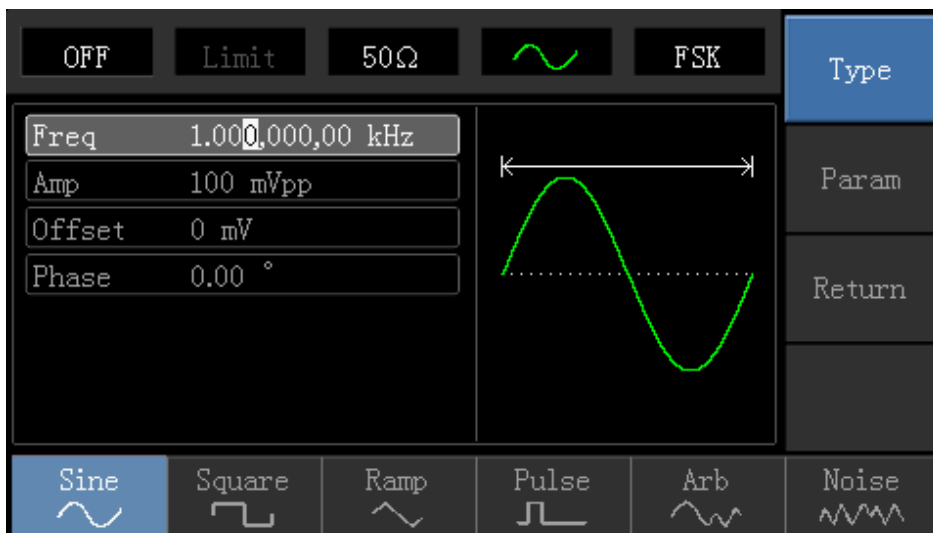 OFF Limit 50Ω FSK Type
Freq 1.000,000,00 kHz
Amp 100 mVpp
Param
Offset 0 mV
Phase 0.00 °
Return
Sine Square Ramp Pulse Arb Noise